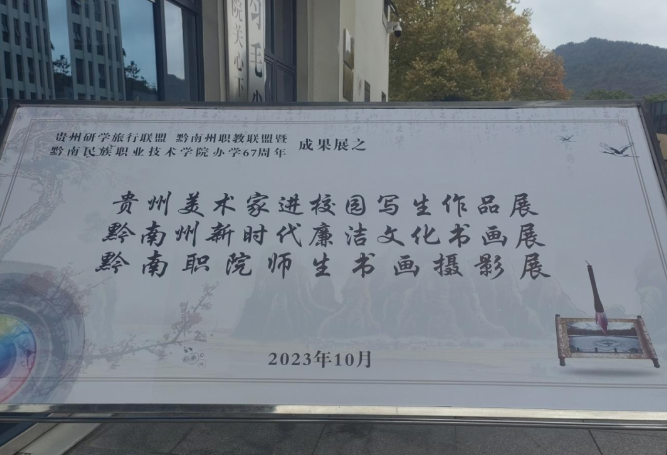 贵州研学旅行联盟 黔南州职教联盟暨
黔南民族职业技术学院办学67周年 成果展之
贵州美术家进校园写生作品展
黔南州新时代廉洁文化书画展
黔南职院师生书画摄影展
2023年10月